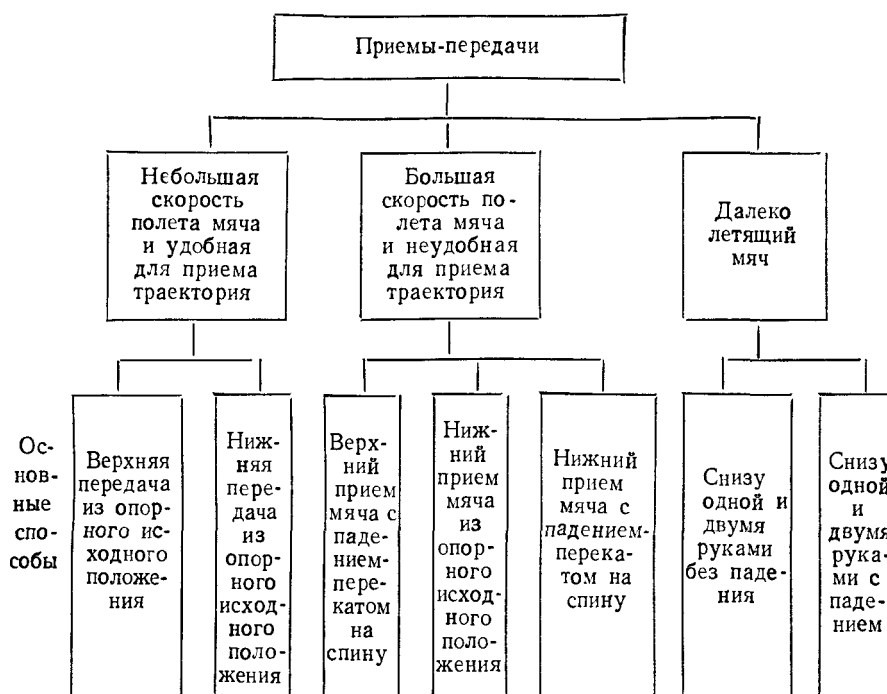 Приемы-передачи
Небольшая
скорость
полета мяча
и удобная
для приема
траектория
Большая
скорость по-
лета мяча
и неудобная
для приема
траектория
Далеко
летящий
мяч
Ос-
нов-
ные
спо-
собы
Верхняя
передача
из опор-
ного ис-
ходного
положе-
ния
Ниж-
няя
пере-
дача
из
опор-
ного
исход-
ного
поло-
жения
Верх-
ний
прием
мяча с
паде-
нием-
пере-
катом
на
спину
Ниж-
ний
прием
мяча
из
опор-
ного
исход-
ного
поло-
жения
Нижний
прием
мяча с
падением-
перека-
том на
спину
Снизу
одной и
двумя
руками
без паде-
ния
Снизу
одной
и
двумя
рука-
ми с
паде-
нием